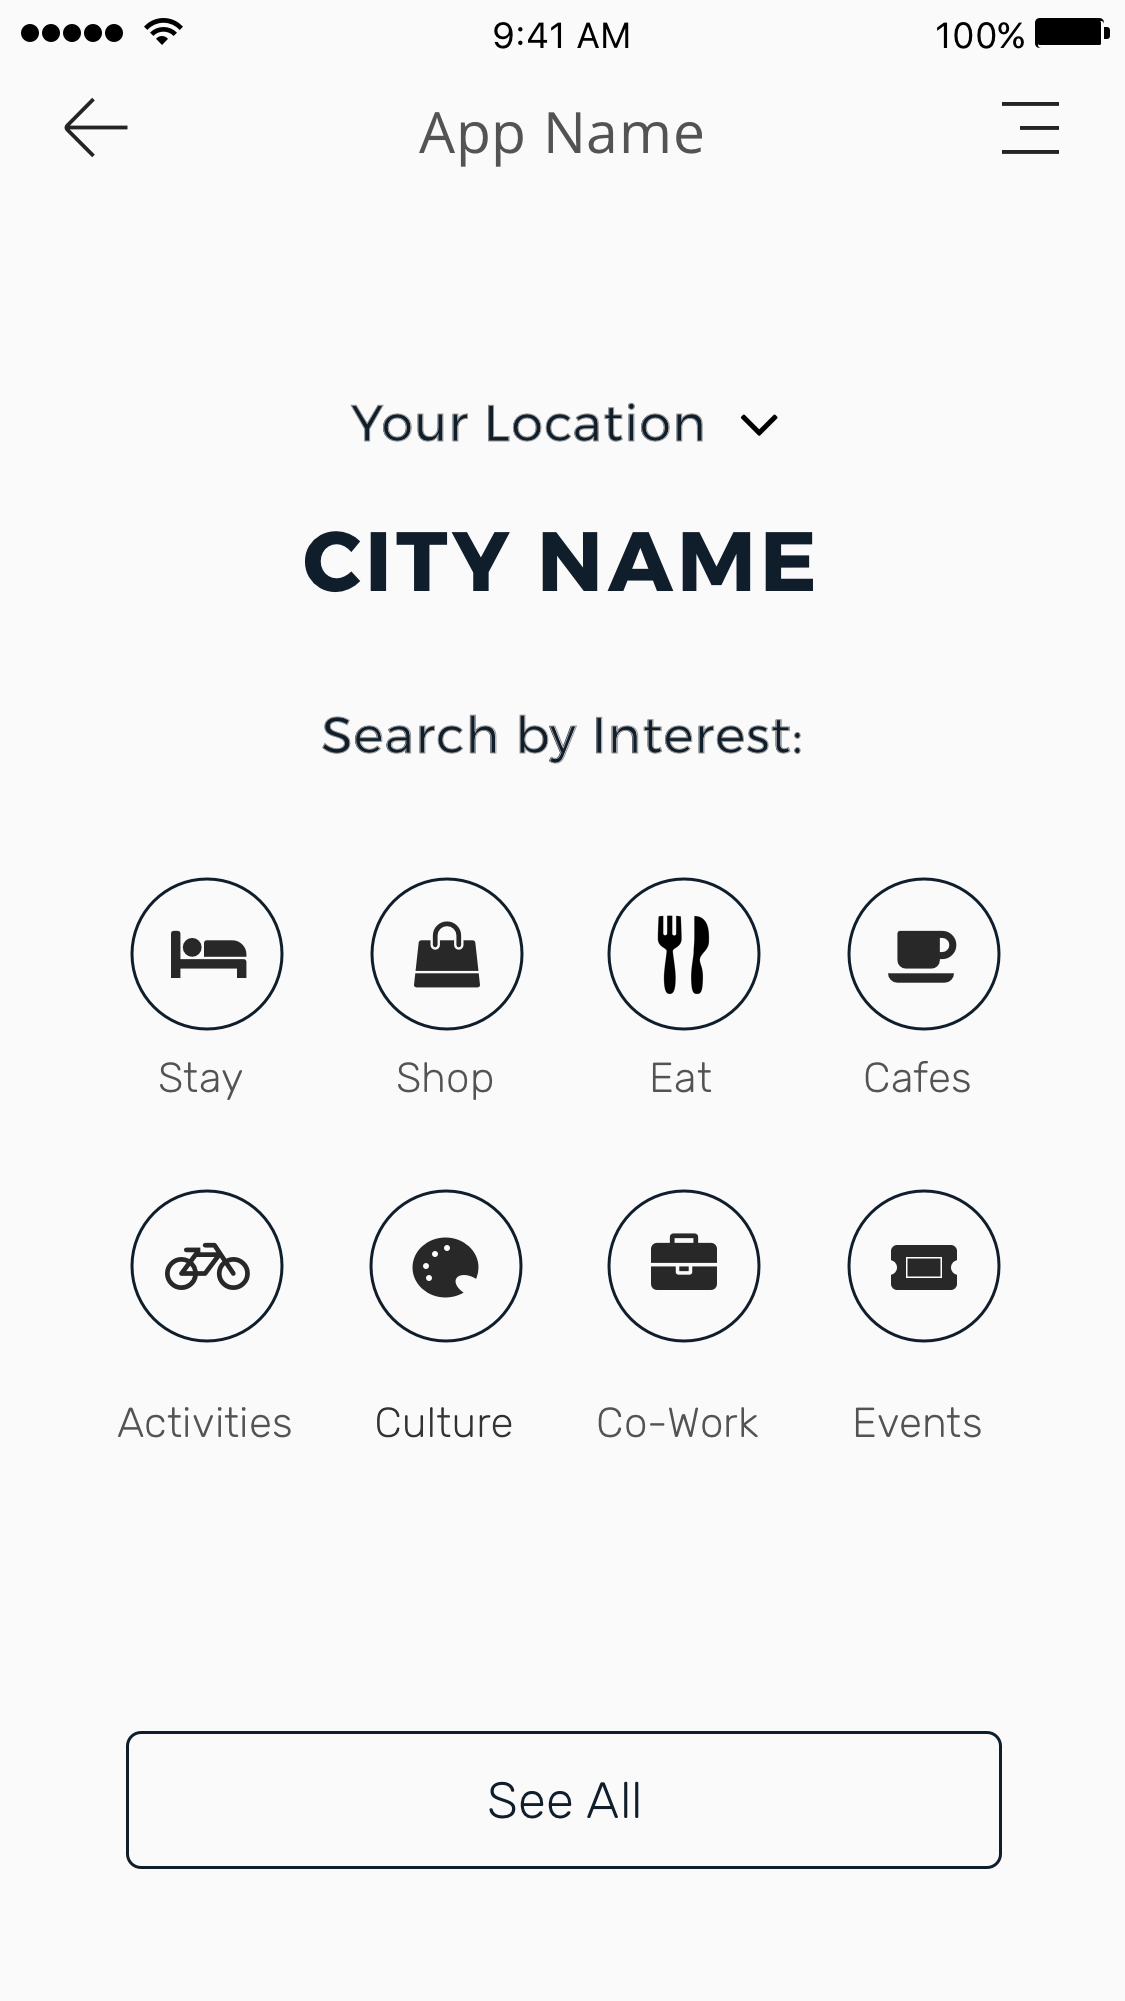 9:41 AM 100%
App Name
Your Location
CITY NAME
Search by Interest:
Stay Shop Eat Cafes
Activities Culture Co-Work Events
See All